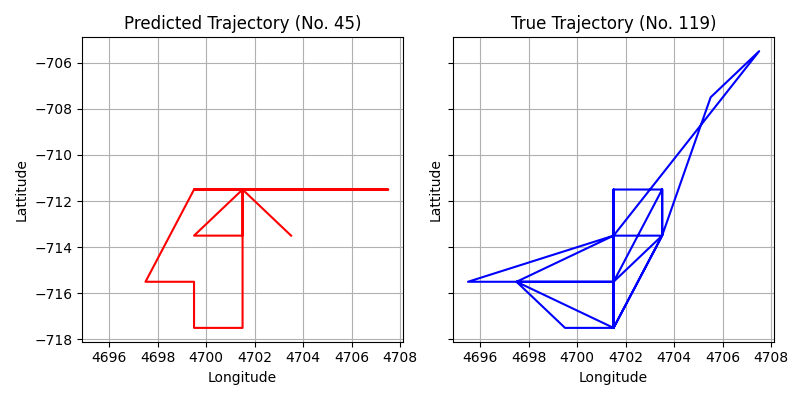 Predicted Trajectory (No. 45)
True Trajectory (No. 119)
−706
−708
−710
−712
−714
−716
−718
Lattitude
Lattitude
4696 4698 4700 4702 4704 4706 4708
4696 4698 4700 4702 4704 4706 4708
Longitude
Longitude